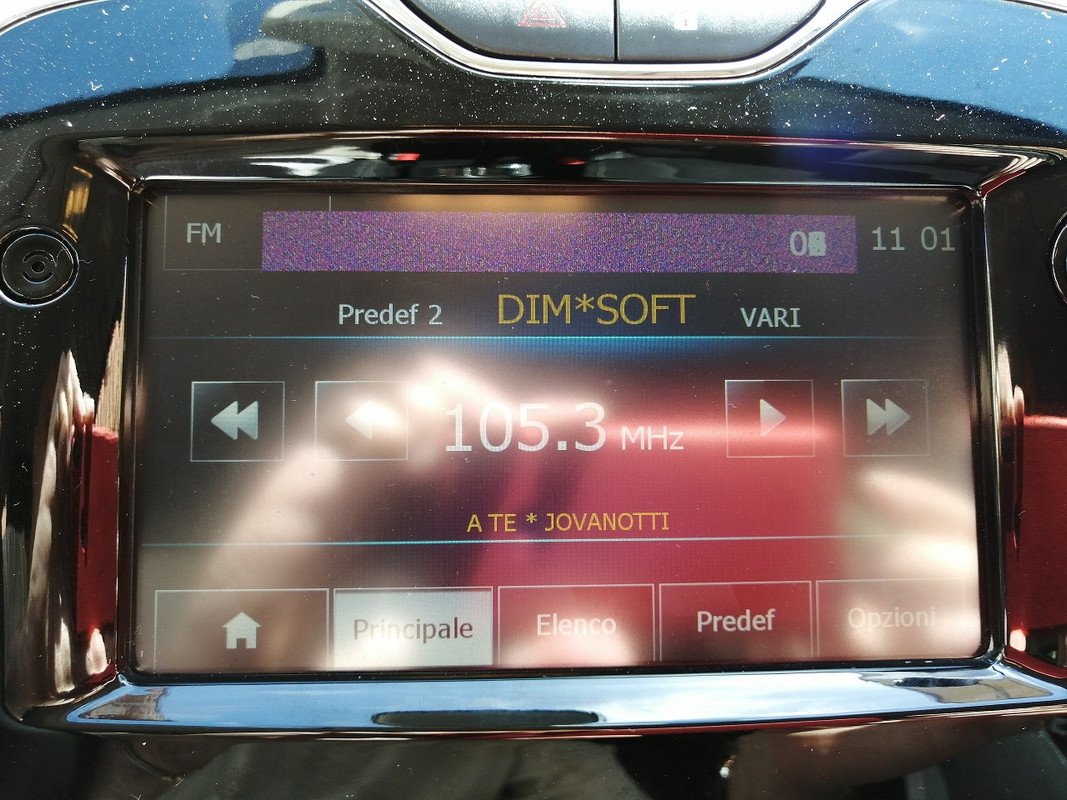 FM 11 01
Predef 2 DIM*SOFT VARI
105.3 MHz
A TE * JOVANOTTI
Principale Elenco Predef Opzioni